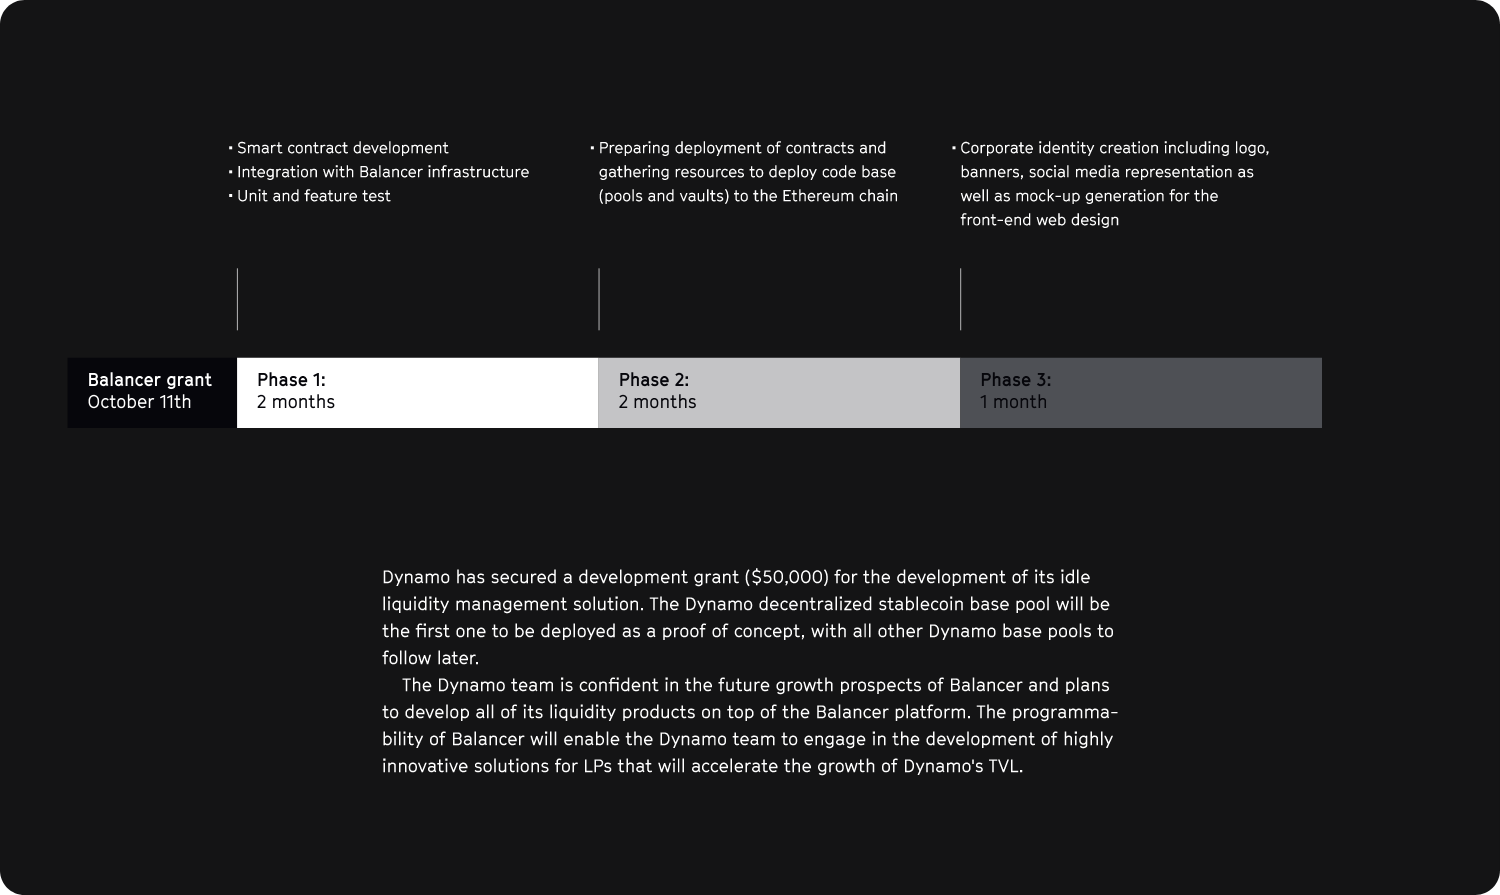 ▪ Smart contract development
▪ Integration with Balancer infrastructure
▪ Unit and feature test
▪ Preparing deployment of contracts and
gathering resources to deploy code base
(pools and vaults) to the Ethereum chain
▪ Corporate identity creation including logo,
banners, social media representation as
well as mock-up generation for the
front-end web design
Balancer grant
October 11th
Phase 1:
2 months
Phase 2:
2 months
Phase 3:
1 month
Dynamo has secured a development grant ($50,000) for the development of its idle
liquidity management solution. The Dynamo decentralized stablecoin base pool will be
the first one to be deployed as a proof of concept, with all other Dynamo base pools to
follow later.
The Dynamo team is confident in the future growth prospects of Balancer and plans
to develop all of its liquidity products on top of the Balancer platform. The programma-
bility of Balancer will enable the Dynamo team to engage in the development of highly
innovative solutions for LPs that will accelerate the growth of Dynamo's TVL.